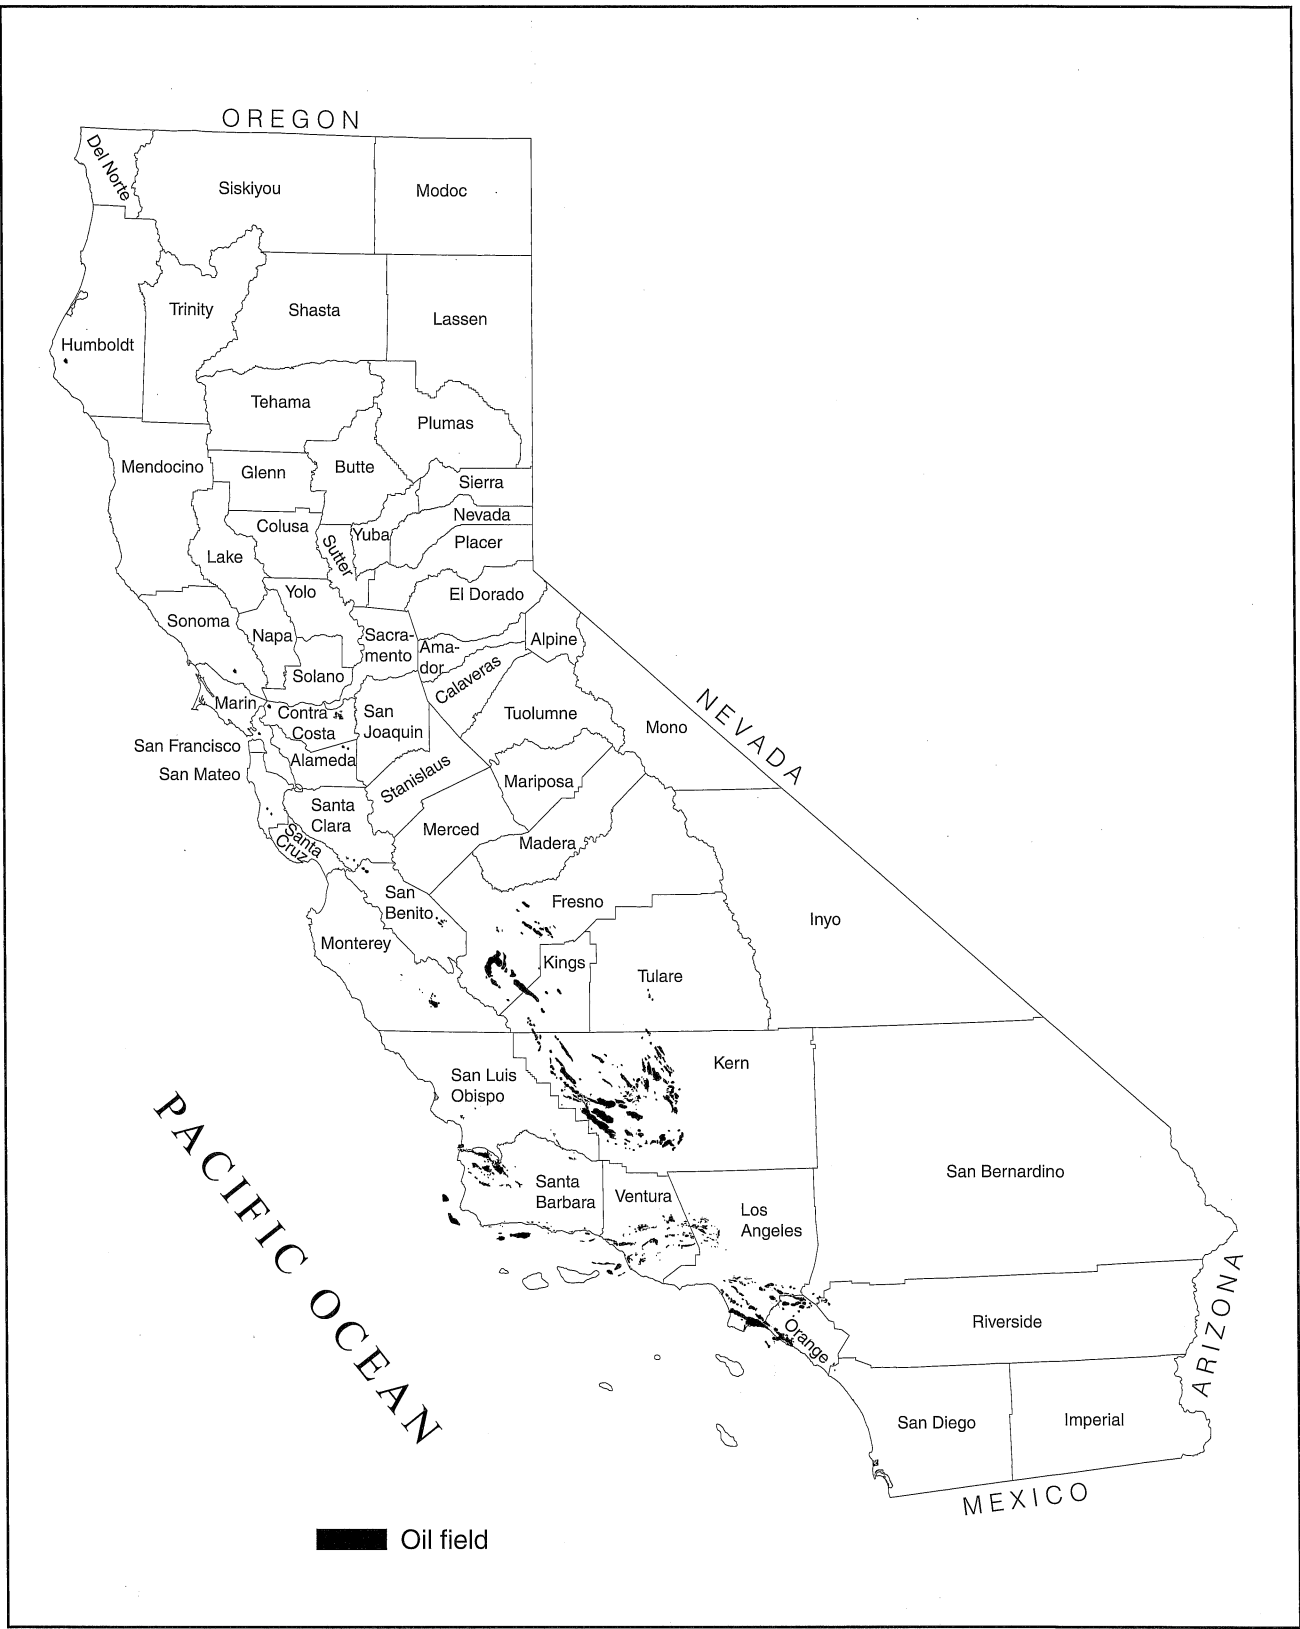 OREGON
Del Norte
Siskiyou
Modoc
Trinity
Shasta
Lassen
Humboldt
Tehama
Plumas
Mendocino
Glenn
Butte
Sierra
Nevada
Colusa
Yuba
Sutter
Placer
Lake
Yolo
El Dorado
Sonoma
Napa
Sacra-
mento
Ama-
dor
Alpine
Solano
Calaveras
Marin
Contra
Costa
San
Joaquin
Tuolumne
Mono
NEVADA
San Francisco
San Mateo
Alameda
Stanislaus
Mariposa
Santa
Clara
Merced
Santa
Cruz
Madera
San
Benito
Fresno
Inyo
Monterey
Kings
Tulare
San Luis
Obispo
Kern
San Bernardino
Santa
Barbara
Ventura
Los
Angeles
PACIFIC OCEAN
Orange
Riverside
ARIZONA
San Diego
Imperial
MEXICO
Oil field